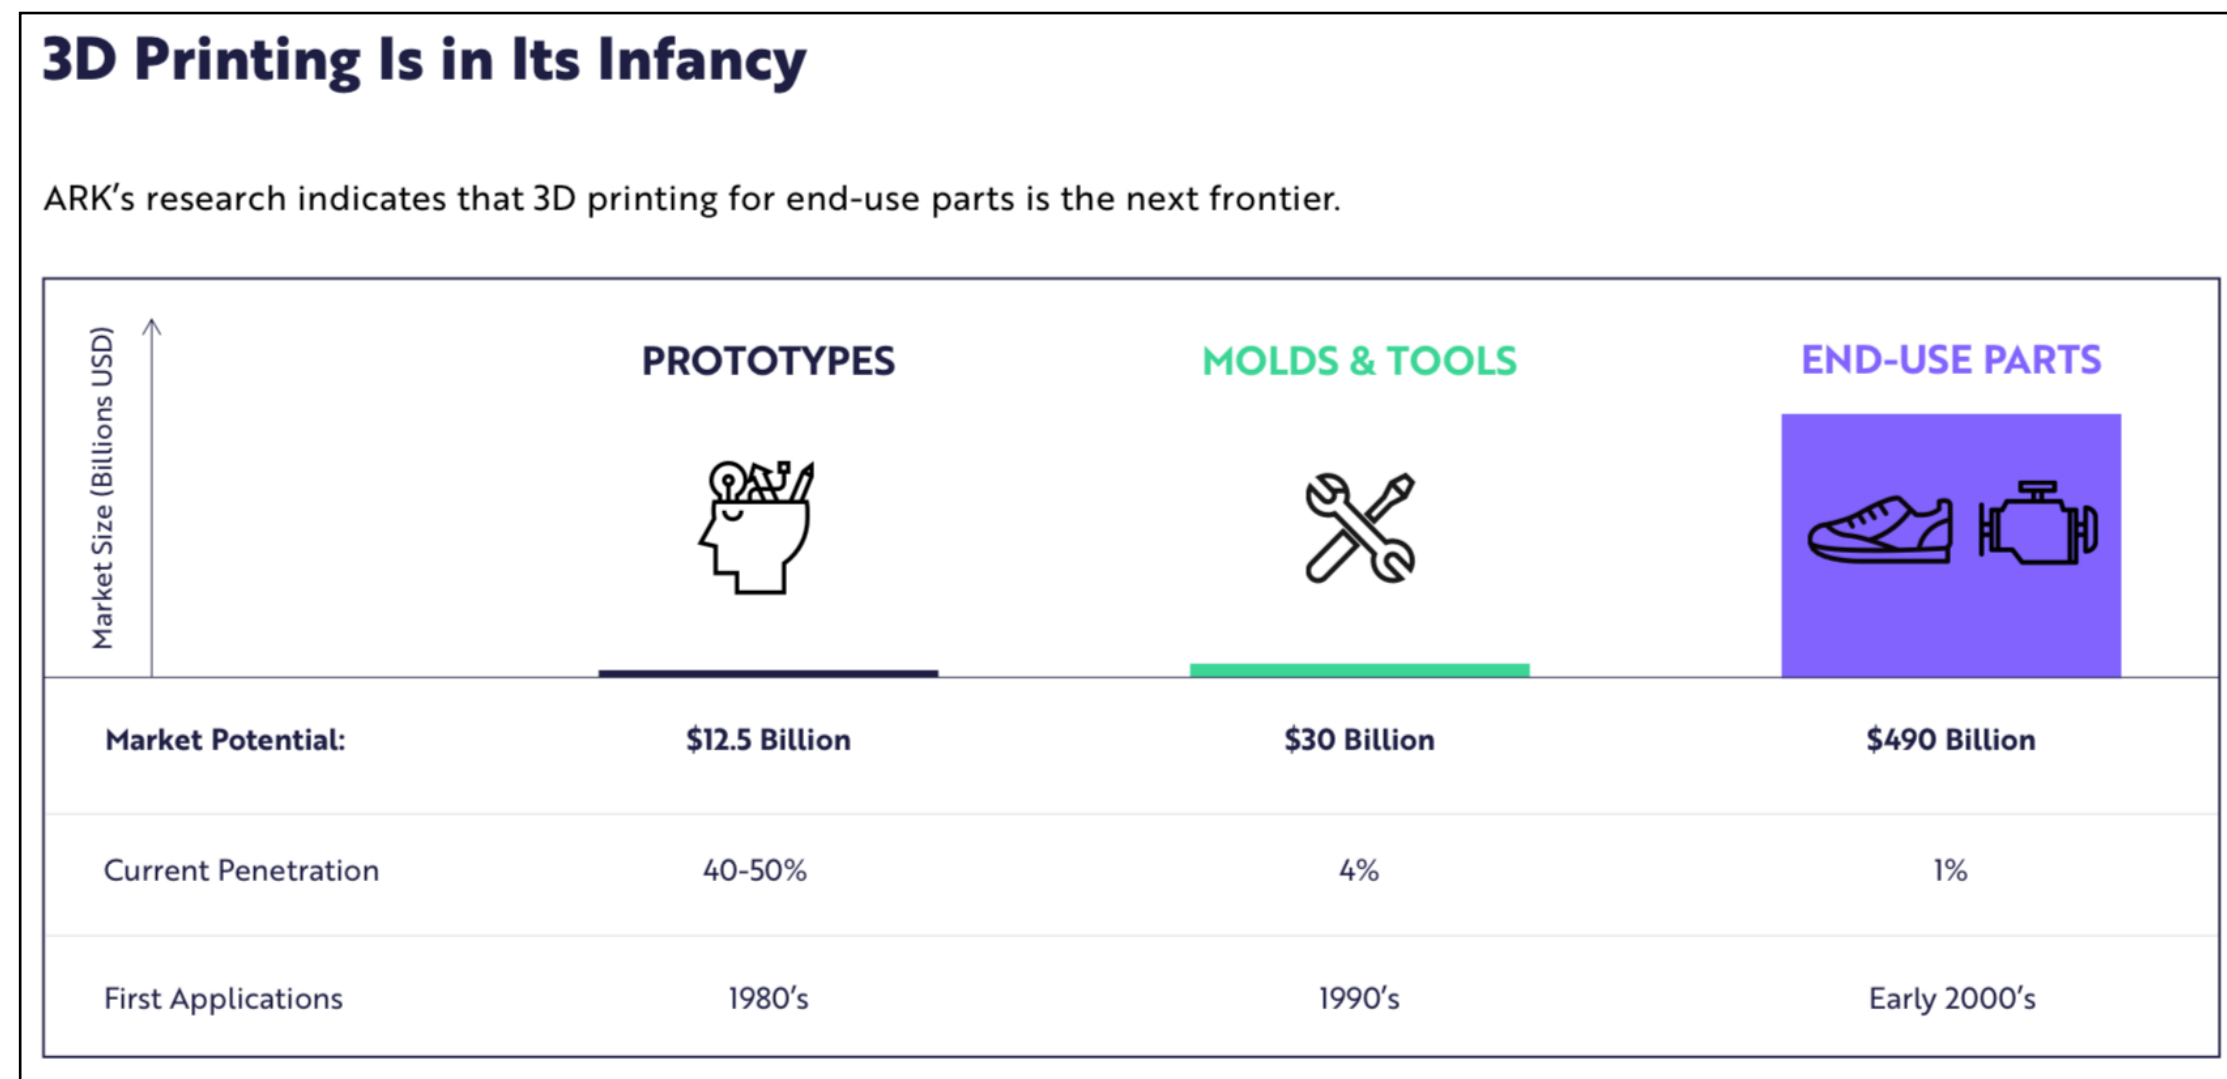 3D Printing Is in Its Infancy
ARK’s research indicates that 3D printing for end-use parts is the next frontier.
Market Size (Billions USD)
PROTOTYPES
MOLDS & TOOLS
END-USE PARTS
Market Potential: $12.5 Billion $30 Billion $490 Billion
Current Penetration 40-50% 4% 1%
First Applications 1980’s 1990’s Early 2000’s